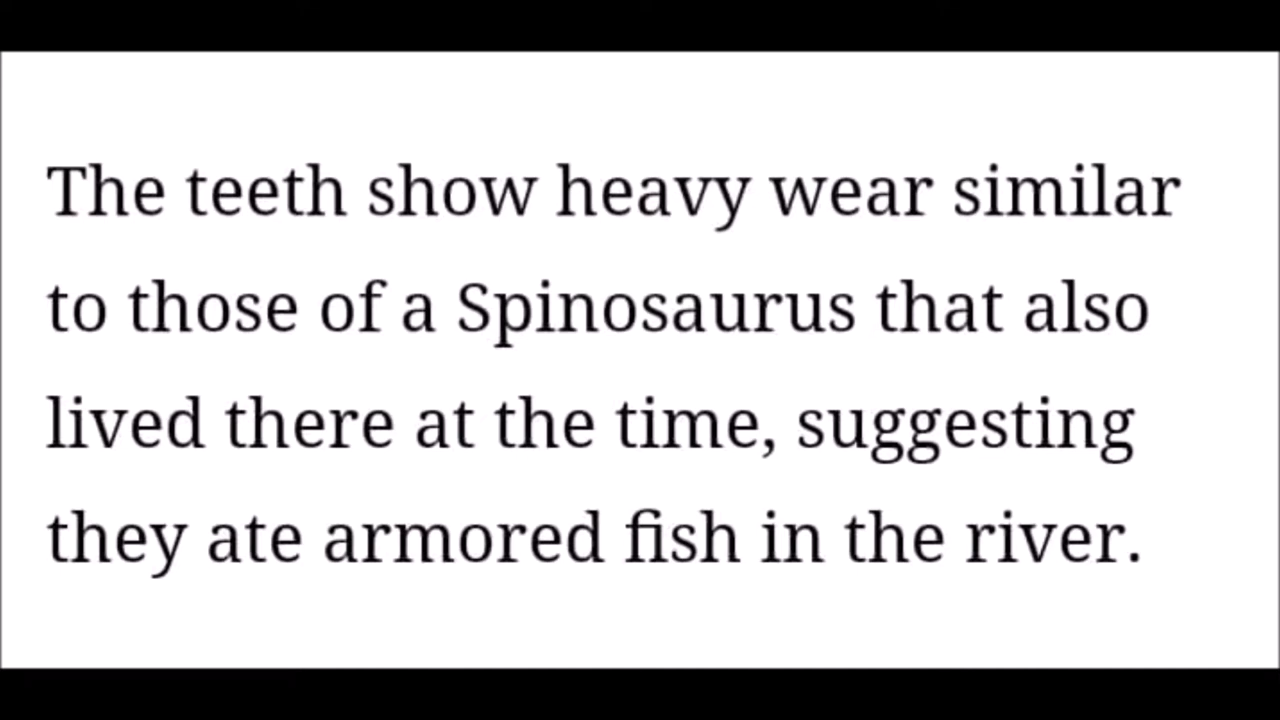 The teeth show heavy wear similar
to those of a Spinosaurus that also
lived there at the time, suggesting
they ate armored fish in the river.